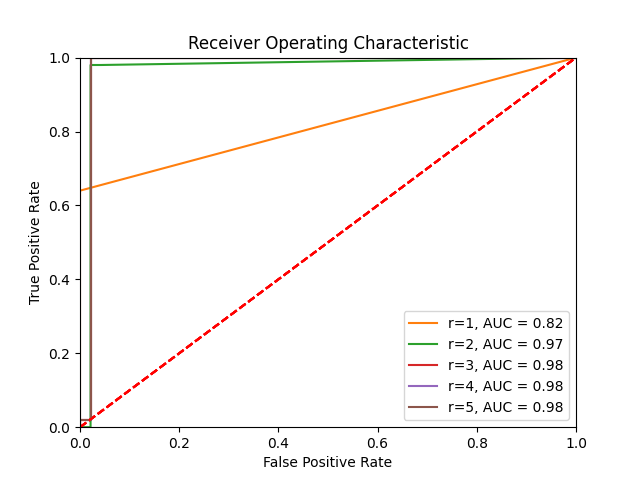 Receiver Operating Characteristic
True Positive Rate
1.0
0.8
0.6
0.4
0.2
0.0
r=1, AUC = 0.82
r=2, AUC = 0.97
r=3, AUC = 0.98
r=4, AUC = 0.98
r=5, AUC = 0.98
0.0 0.2 0.4 0.6 0.8 1.0
False Positive Rate